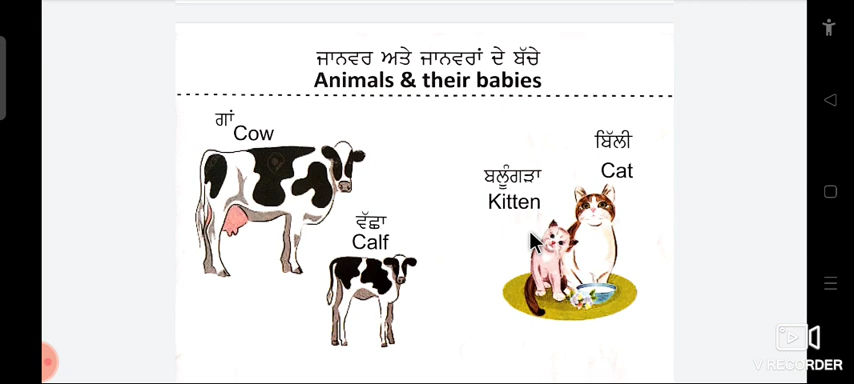 ਜਾਨਵਰ ਅਤੇ ਜਾਨਵਰਾਂ ਦੇ ਬੱਚੇ
Animals & their babies
ਗਾਂ
Cow
ਵੱਛਾ
Calf
ਬਿੱਲੀ
Cat
ਬਲੂੰਗੜਾ
Kitten
V RECORDER